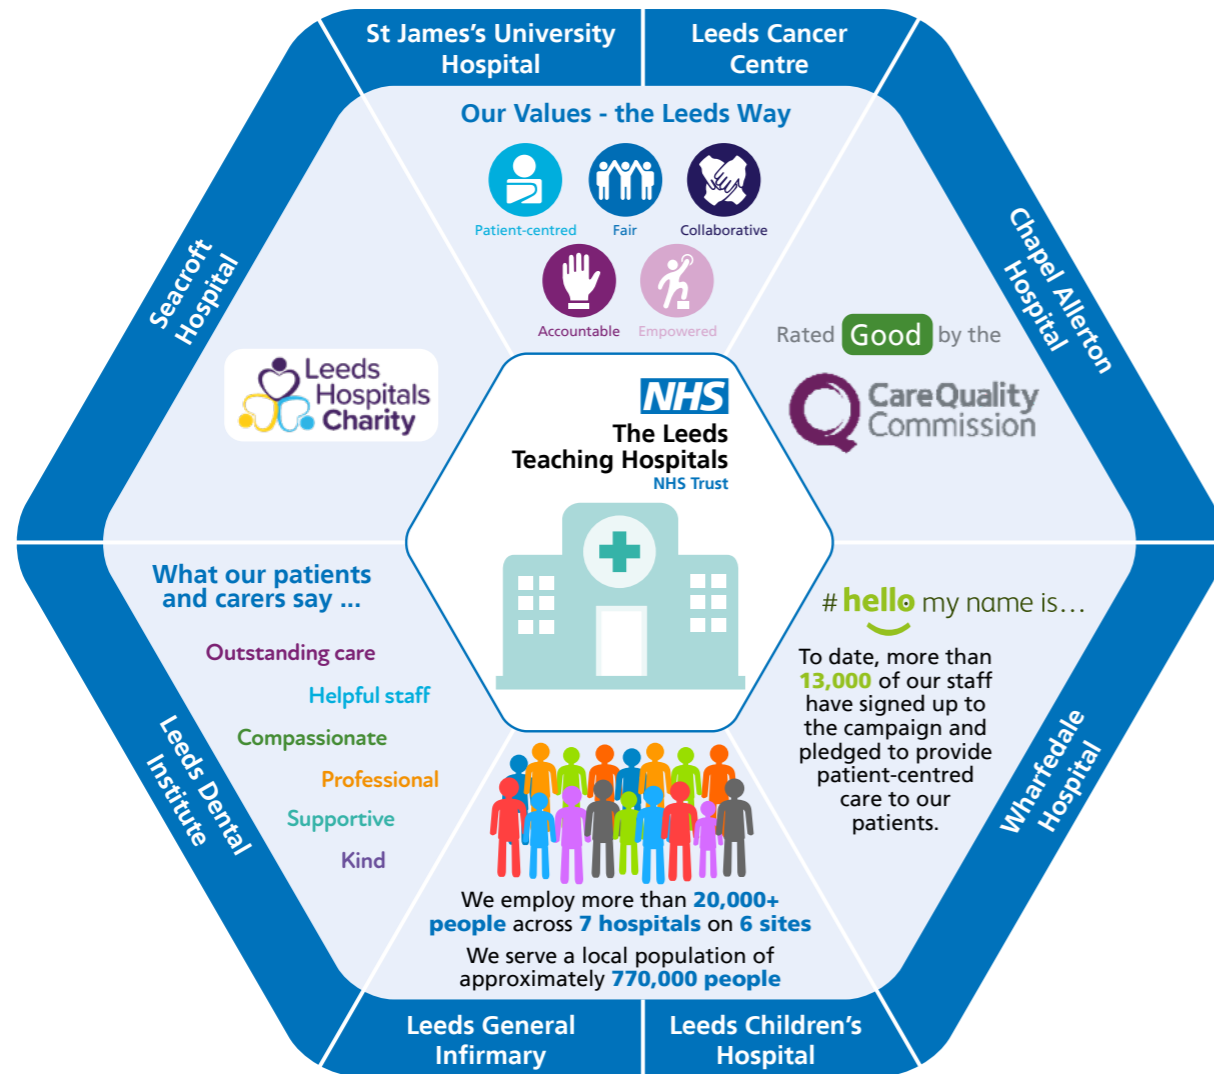 St James's University
Hospital
Leeds Cancer
Centre
Our Values - the Leeds Way
Patient-centred
Fair
Collaborative
Accountable
Empowered
Seacroft
Hospital
Chapel Allerton
Hospital
Leeds
Hospitals
Charity
Rated Good by the
CareQuality
Commission
NHS
The Leeds
Teaching Hospitals
NHS Trust
What our patients
and carers say ...
Outstanding care
Helpful staff
Compassionate
Professional
Supportive
Kind
# hello my name is...
To date, more than
13,000 of our staff
have signed up to
the campaign and
pledged to provide
patient-centred
care to our
patients.
Leeds Dental
Institute
Wharfedale
Hospital
We employ more than 20,000+
people across 7 hospitals on 6 sites
We serve a local population of
approximately 770,000 people
Leeds General
Infirmary
Leeds Children's
Hospital